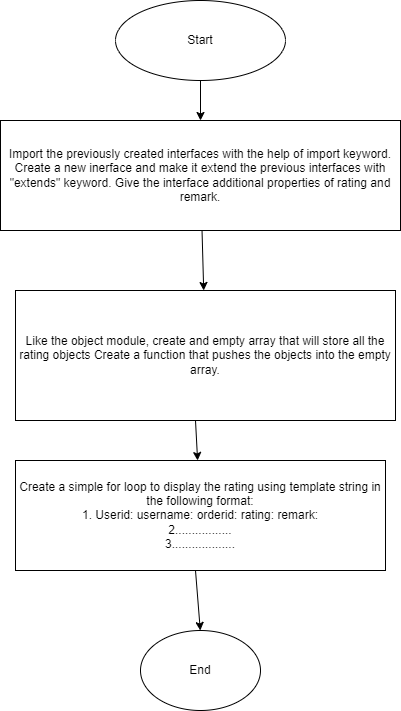 Start
Import the previously created interfaces with the help of import keyword.
Create a new inerface and make it extend the previous interfaces with
"extends" keyword. Give the interface additional properties of rating and
remark.
Like the object module, create and empty array that will store all the
rating objects Create a function that pushes the objects into the empty
array.
Create a simple for loop to display the rating using template string in
the following format:
1. Userid: username: orderid: rating: remark:
2.................
3...................
End